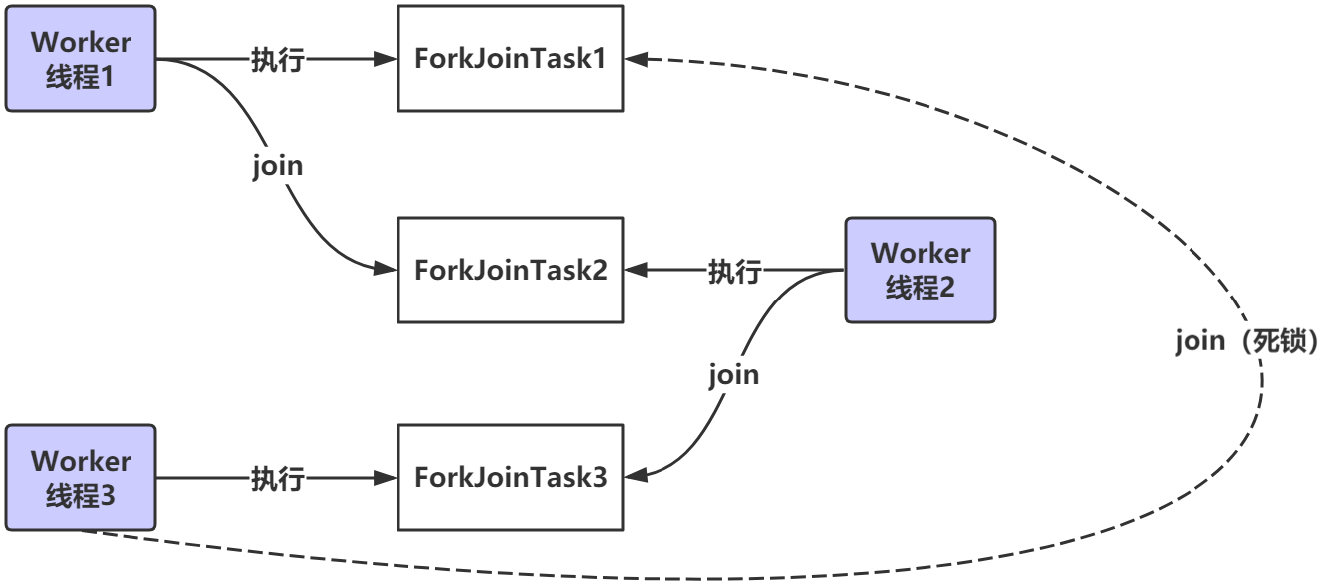 Worker
线程1
执行
ForkJoinTask1
join
ForkJoinTask2
执行
Worker
线程2
join（死锁）
join
Worker
线程3
执行
ForkJoinTask3